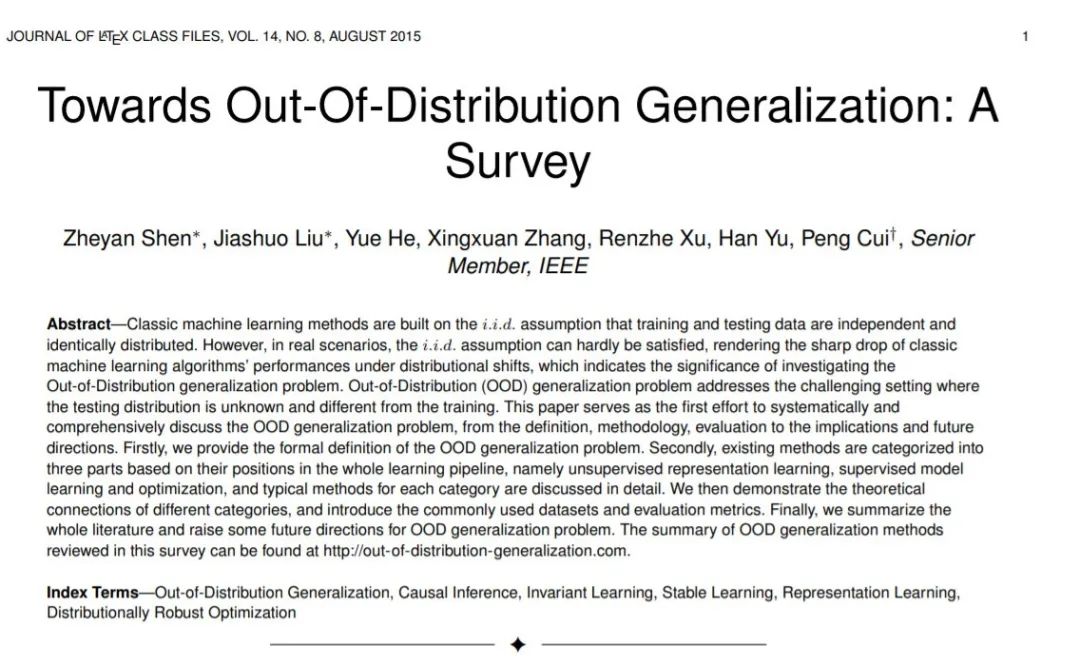 JOURNAL OF LATEX CLASS FILES, VOL. 14, NO. 8, AUGUST 2015 1
Towards Out-Of-Distribution Generalization: A
Survey
Zheyan Shen*, Jiashuo Liu*, Yue He, Xingxuan Zhang, Renzhe Xu, Han Yu, Peng Cui†, Senior
Member, IEEE
Abstract—Classic machine learning methods are built on the i.i.d. assumption that training and testing data are independent and
identically distributed. However, in real scenarios, the i.i.d. assumption can hardly be satisfied, rendering the sharp drop of classic
machine learning algorithms' performances under distributional shifts, which indicates the significance of investigating the
Out-of-Distribution generalization problem. Out-of-Distribution (OOD) generalization problem addresses the challenging setting where
the testing distribution is unknown and different from the training. This paper serves as the first effort to systematically and
comprehensively discuss the OOD generalization problem, from the definition, methodology, evaluation to the implications and future
directions. Firstly, we provide the formal definition of the OOD generalization problem. Secondly, existing methods are categorized into
three parts based on their positions in the whole learning pipeline, namely unsupervised representation learning, supervised model
learning and optimization, and typical methods for each category are discussed in detail. We then demonstrate the theoretical
connections of different categories, and introduce the commonly used datasets and evaluation metrics. Finally, we summarize the
whole literature and raise some future directions for OOD generalization problem. The summary of OOD generalization methods
reviewed in this survey can be found at http://out-of-distribution-generalization.com.
Index Terms—Out-of-Distribution Generalization, Causal Inference, Invariant Learning, Stable Learning, Representation Learning,
Distributionally Robust Optimization